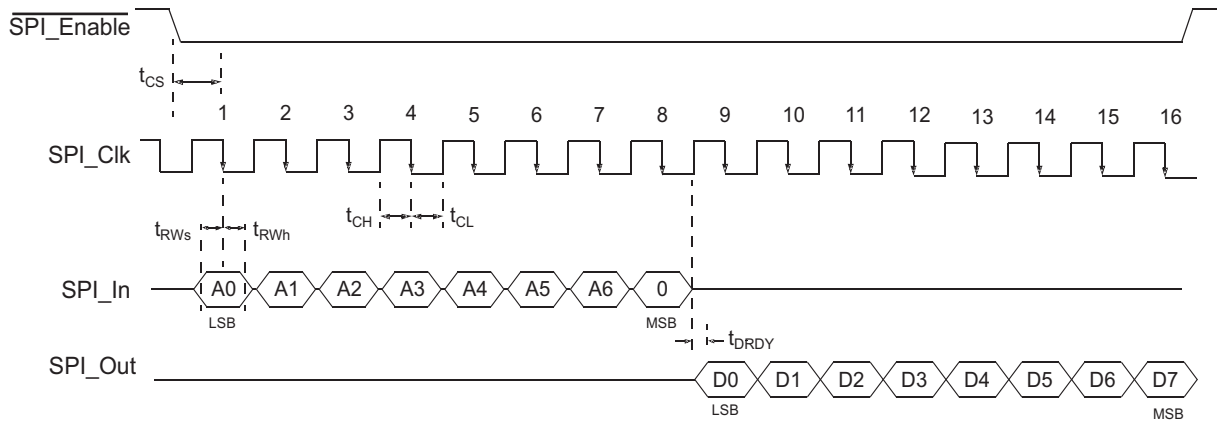 SPI_Enable
tCS
1 2 3 4 5 6 7 8 9 10 11 12 13 14 15 16
SPI_Clk
tRWs tRWh tCH tCL
SPI_In A0 A1 A2 A3 A4 A5 A6 0
LSB MSB
tDRDY
SPI_Out D0 D1 D2 D3 D4 D5 D6 D7
LSB MSB